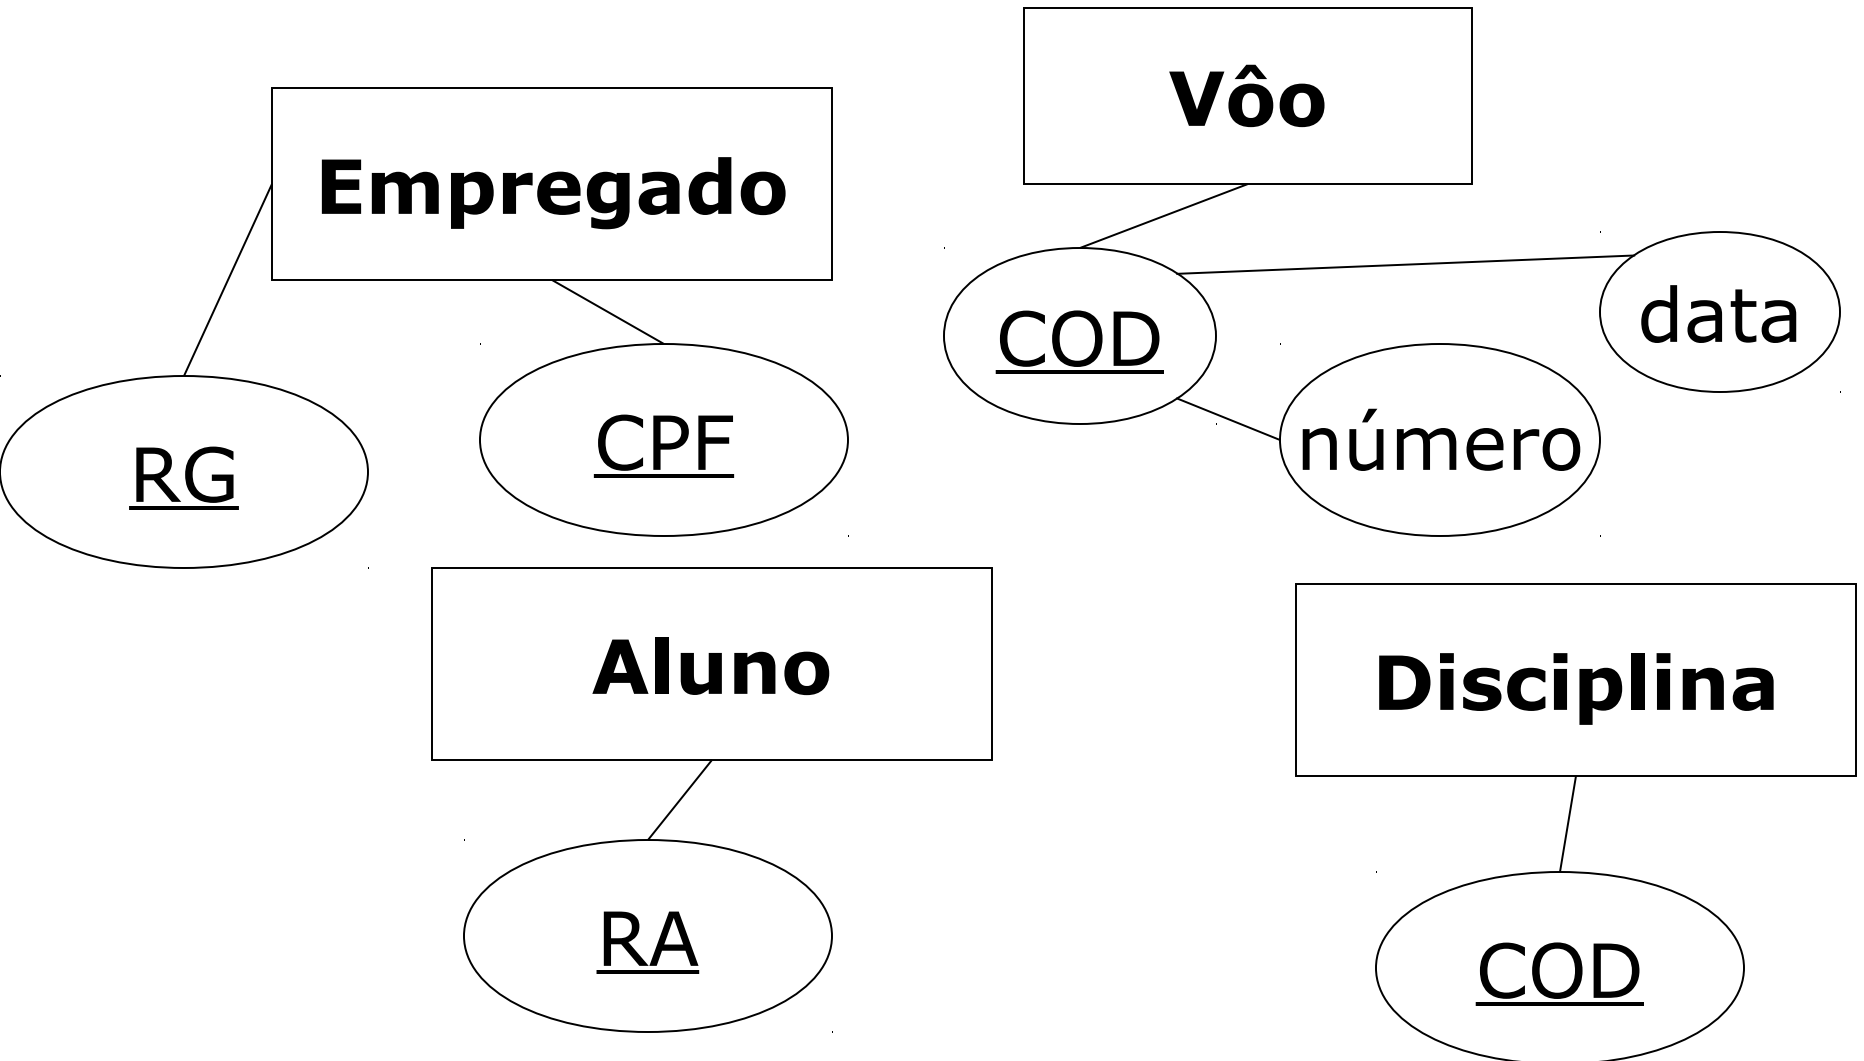 Vôo
Empregado
data
COD
número
CPF
RG
Aluno
Disciplina
RA
COD